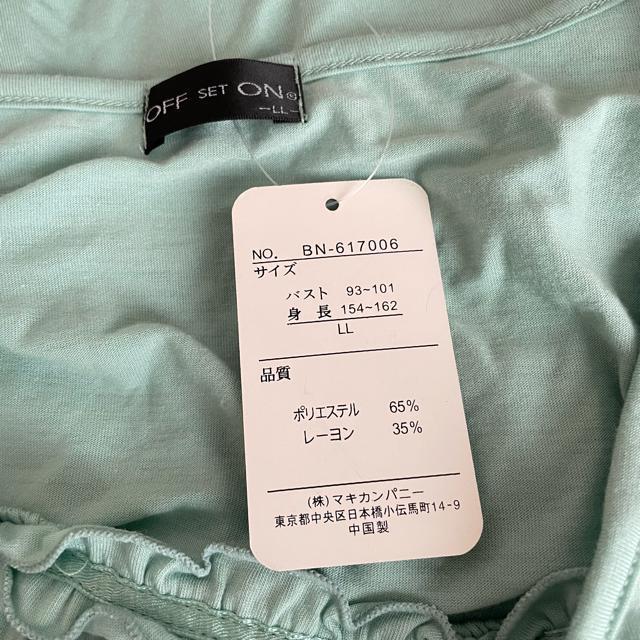 OFF SET ON®
-LL-
NO. BN-617006
サイズ
バスト 93~101
身長 154~162
LL
品質
ポリエステル 65%
レーヨン 35%
(株)マキカンパニー
東京都中央区日本橋小伝馬町14-9
中国製